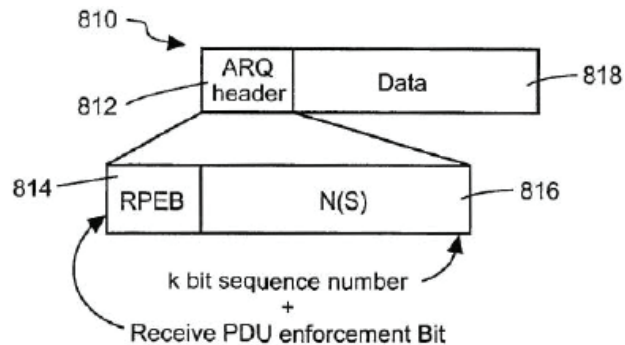 810
ARQ
header
Data
812
818
814
RPEB
N(S)
816
k bit sequence number
+
Receive PDU enforcement Bit